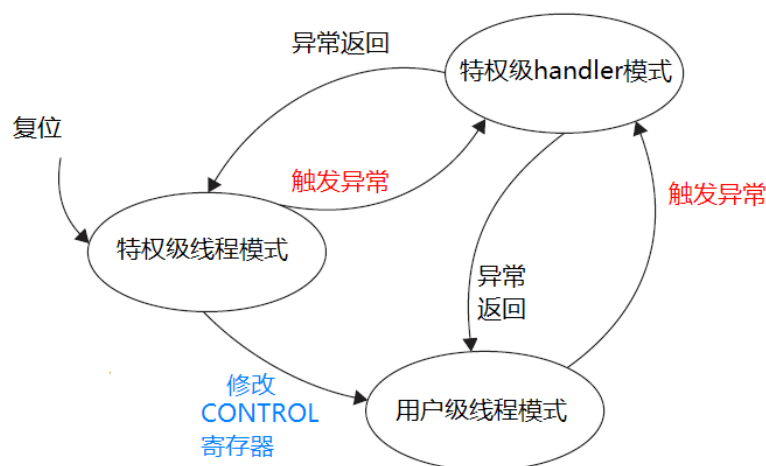 异常返回
特权级handler模式
复位
触发异常
触发异常
特权级线程模式
异常
返回
修改
CONTROL
寄存器
用户级线程模式